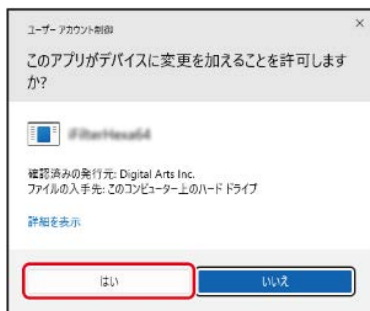 ユーザー アカウント制御
このアプリがデバイスに変更を加えることを許可します
か?
確認済みの発行元: Digital Arts Inc.
ファイルの入手先: このコンピューター上のハード ドライブ
詳細を表示
はい
いいえ